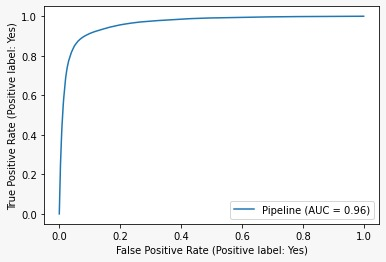 1.0
0.8
0.6
0.4
0.2
0.0
True Positive Rate (Positive label: Yes)
Pipeline (AUC = 0.96)
0.0 0.2 0.4 0.6 0.8 1.0
False Positive Rate (Positive label: Yes)